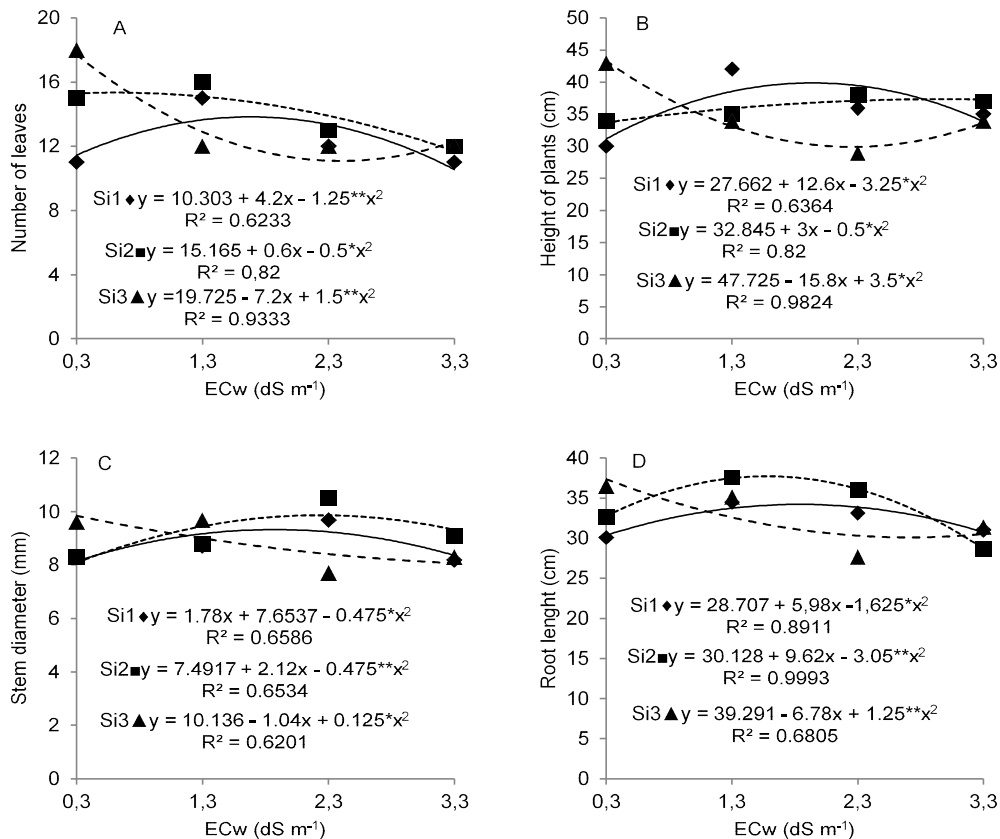 A
Number of leaves
20
16
12
8
4
0
Si1 ♦ y = 10.303 + 4.2x - 1.25**x²
R² = 0.6233
Si2 ■ y = 15.165 + 0.6x - 0.5*x²
R² = 0,82
Si3 ▲ y = 19.725 - 7.2x + 1.5**x²
R² = 0.9333
0,3 1,3 2,3 3,3
ECw (dS m⁻¹)
B
Height of plants (cm)
50
45
40
35
30
25
20
15
10
5
0
Si1 ♦ y = 27.662 + 12.6x - 3.25*x²
R² = 0.6364
Si2 ■ y = 32.845 + 3x - 0.5*x²
R² = 0.82
Si3 ▲ y = 47.725 - 15.8x + 3.5*x²
R² = 0.9824
0,3 1,3 2,3 3,3
ECw (dS m⁻¹)
C
Stem diameter (mm)
12
10
8
6
4
2
0
Si1 ♦ y = 1.78x + 7.6537 - 0.475*x²
R² = 0.6586
Si2 ■ y = 7.4917 + 2.12x - 0.475**x²
R² = 0.6534
Si3 ▲ y = 10.136 - 1.04x + 0.125*x²
R² = 0.6201
0,3 1,3 2,3 3,3
ECw (dS m⁻¹)
D
Root lenght (cm)
40
35
30
25
20
15
10
5
0
Si1 ♦ y = 28.707 + 5,98x -1,625*x²
R² = 0.8911
Si2 ■ y = 30.128 + 9.62x - 3.05**x²
R² = 0.9993
Si3 ▲ y = 39.291 - 6.78x + 1.25**x²
R² = 0.6805
0,3 1,3 2,3 3,3
ECw (dS m⁻¹)